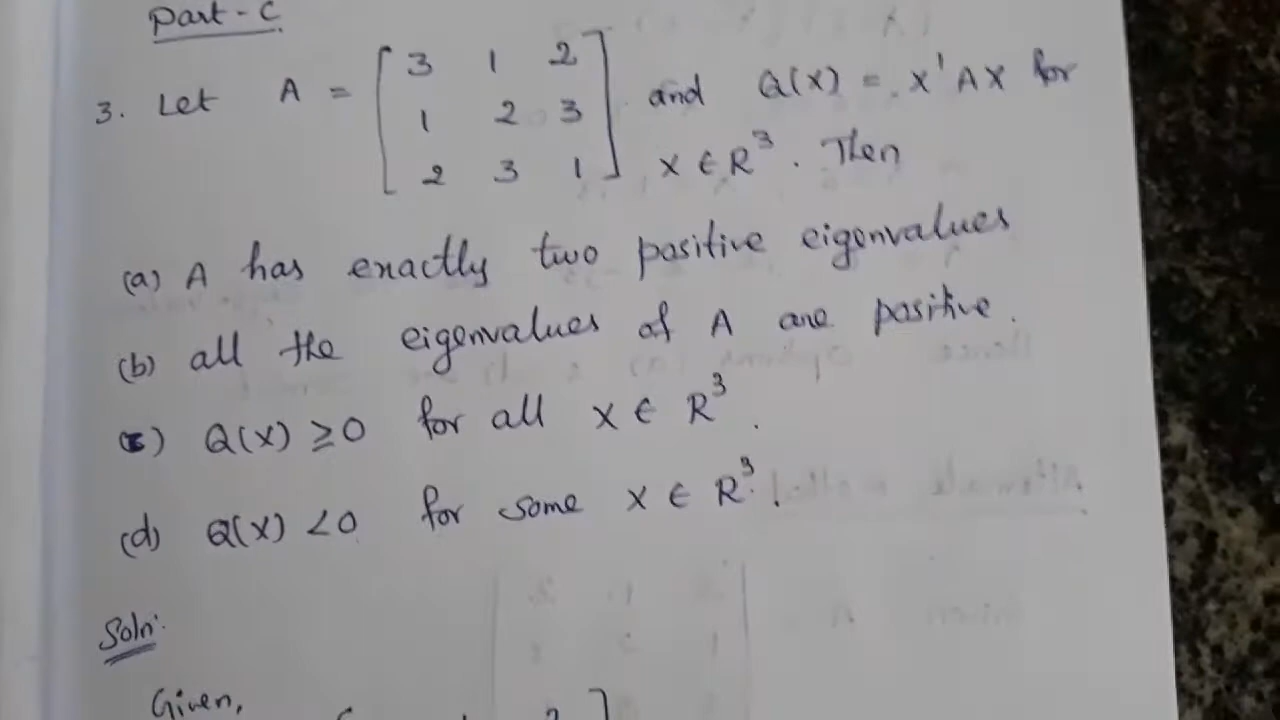 Part-C
3. Let A = [ 3 1 2 and Q(X) = X'AX for
1 2 3
2 3 1 ] X ∈ R³. Then
(a) A has exactly two positive eigenvalues
(b) all the eigenvalues of A are positive.
(c) Q(X) ≥ 0 for all X ∈ R³.
(d) Q(X) < 0 for some X ∈ R³.
Soln:
Given,
2 ]